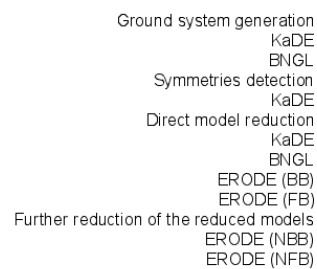 Ground system generation
KaDE
BNGL
Symmetries detection
KaDE
Direct model reduction
KaDE
BNGL
ERODE (BB)
ERODE (FB)
Further reduction of the reduced models
ERODE (NBB)
ERODE (NFB)